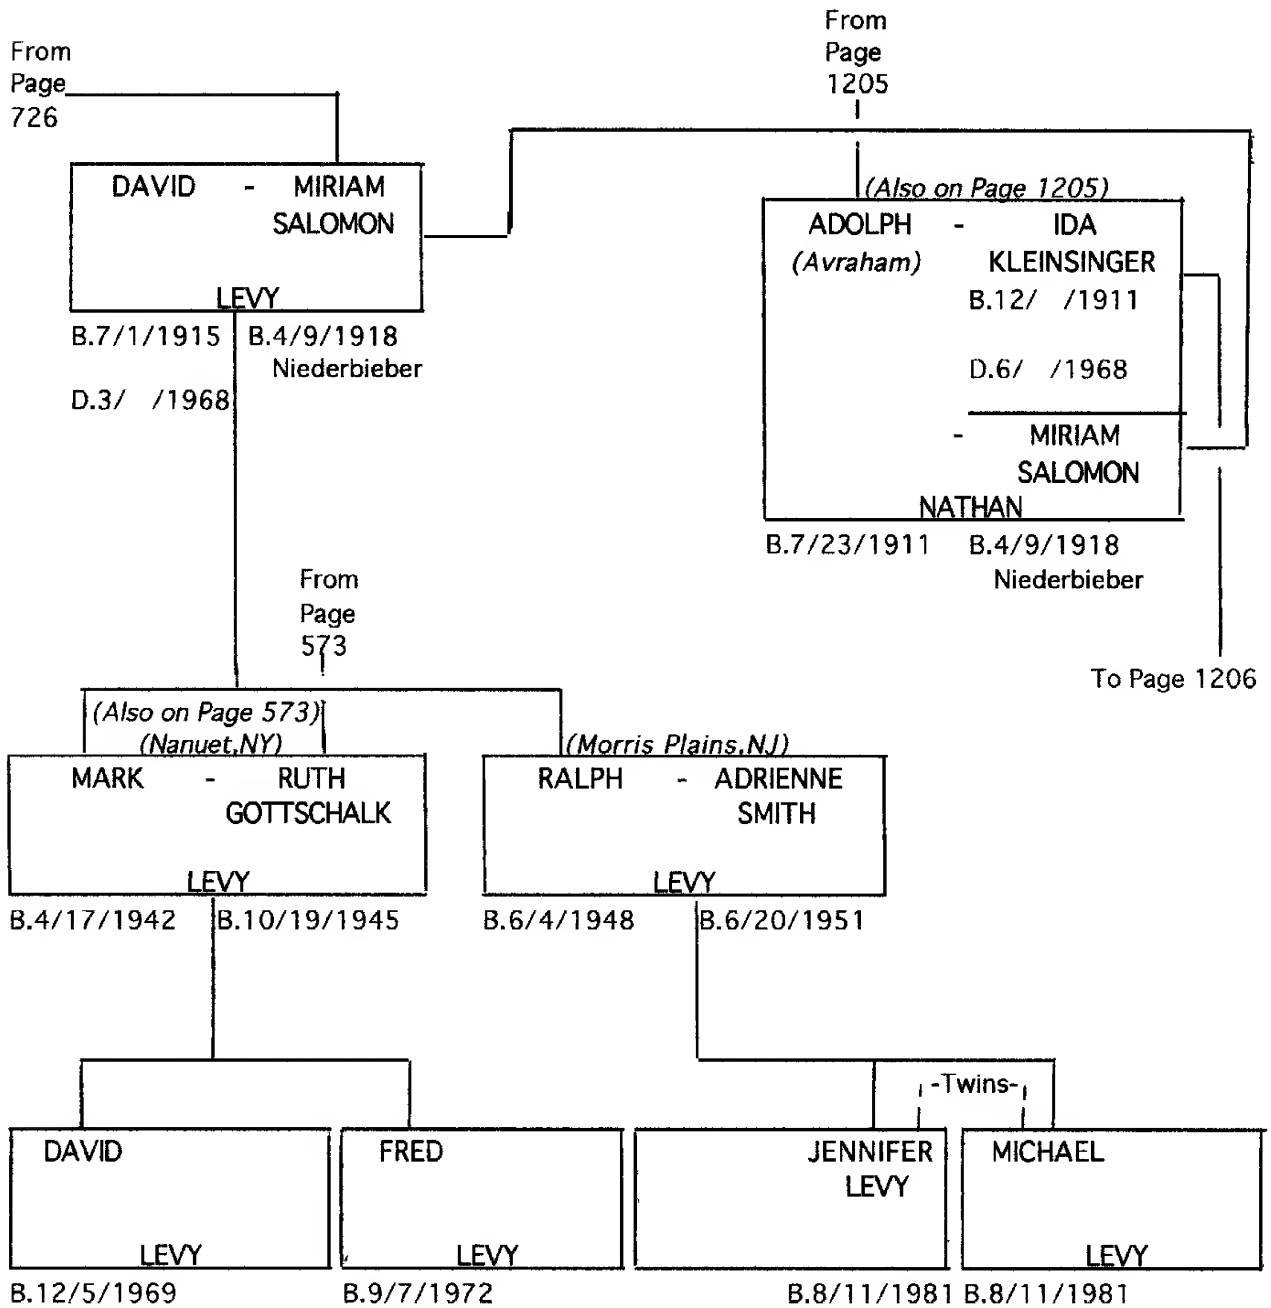 From
Page
726
From
Page
1205
DAVID - MIRIAM
SALOMON
LEVY
B.7/1/1915 B.4/9/1918
Niederbieber
D.3/ /1968
(Also on Page 1205)
ADOLPH - IDA
(Avraham) KLEINSINGER
B.12/ /1911
D.6/ /1968
- MIRIAM
SALOMON
NATHAN
B.7/23/1911 B.4/9/1918
Niederbieber
To Page 1206
From
Page
573
(Also on Page 573)
(Nanuet,NY)
MARK - RUTH
GOTTSCHALK
LEVY
B.4/17/1942 B.10/19/1945
(Morris Plains,NJ)
RALPH - ADRIENNE
SMITH
LEVY
B.6/4/1948 B.6/20/1951
-Twins-
DAVID
LEVY
B.12/5/1969
FRED
LEVY
B.9/7/1972
JENNIFER
LEVY
B.8/11/1981
MICHAEL
LEVY
B.8/11/1981